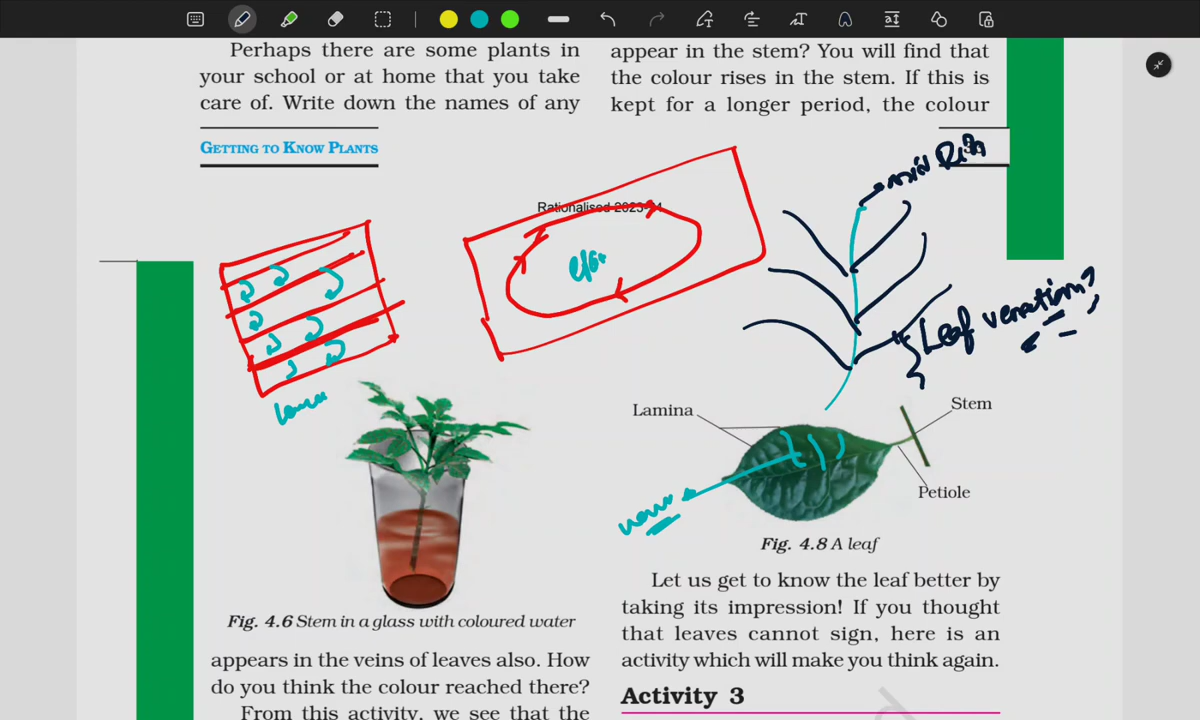 Perhaps there are some plants in
your school or at home that you take
care of. Write down the names of any
GETTING TO KNOW PLANTS
appear in the stem? You will find that
the colour rises in the stem. If this is
kept for a longer period, the colour
Rationalised 2023-24
mid Rib
Leaf venation
Lamina
Stem
Petiole
Fig. 4.8 A leaf
Fig. 4.6 Stem in a glass with coloured water
appears in the veins of leaves also. How
do you think the colour reached there?
From this activity, we see that the
Let us get to know the leaf better by
taking its impression! If you thought
that leaves cannot sign, here is an
activity which will make you think again.
Activity 3